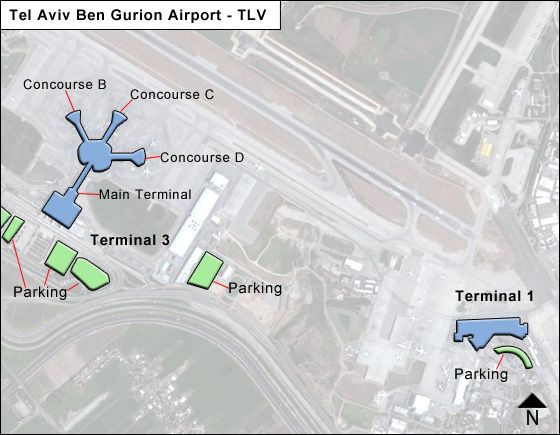 Tel Aviv Ben Gurion Airport - TLV
Concourse B
Concourse C
Concourse D
Main Terminal
Terminal 3
Parking
Parking
Terminal 1
Parking
N